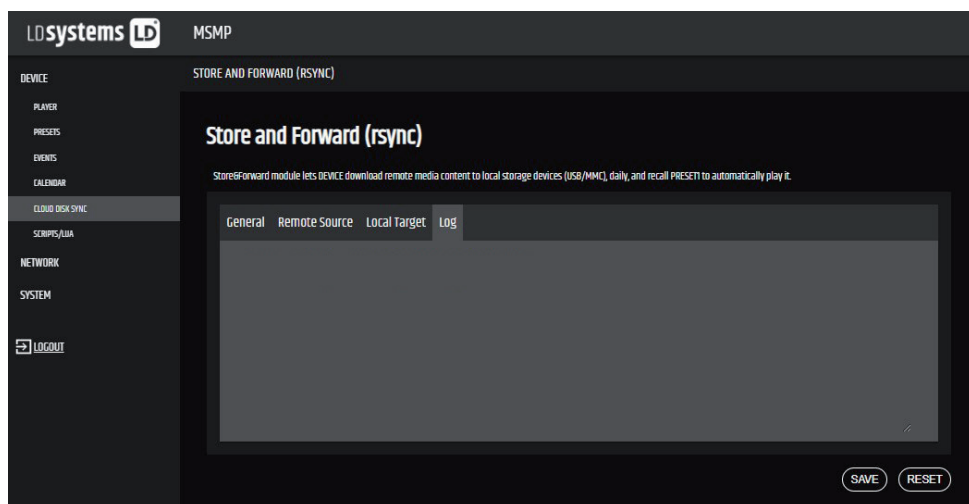 LDsystems LD
MSMP
DEVICE
PLAYER
PRESETS
EVENTS
CALENDAR
CLOUD DISK SYNC
SCRIPTS/LUA
NETWORK
SYSTEM
LOGOUT
STORE AND FORWARD (RSYNC)
Store and Forward (rsync)
Store&Forward module lets DEVICE download remote media content to local storage devices (USB/MMC), daily, and recall PRESET1 to automatically play it.
General Remote Source Local Target Log
SAVE RESET